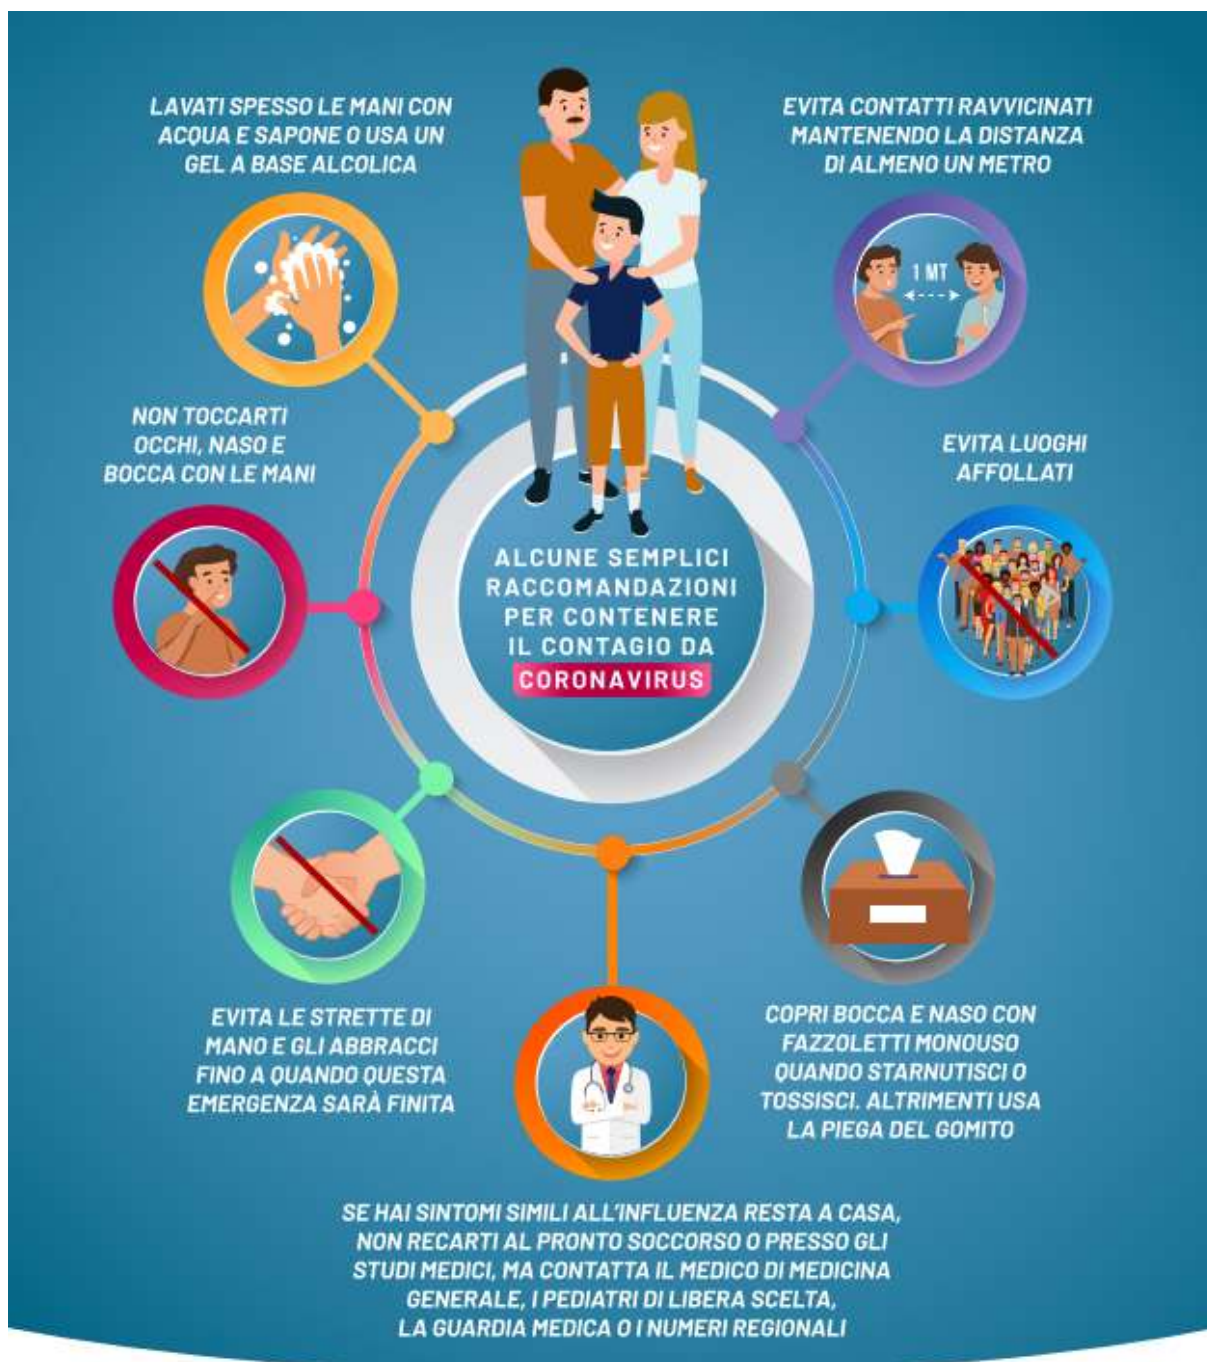 LAVATI SPESSO LE MANI CON
ACQUA E SAPONE O USA UN
GEL A BASE ALCOLICA
EVITA CONTATTI RAVVICINATI
MANTENENDO LA DISTANZA
DI ALMENO UN METRO
1 MT
NON TOCCARTI
OCCHI, NASO E
BOCCA CON LE MANI
EVITA LUOGHI
AFFOLLATI
ALCUNE SEMPLICI
RACCOMANDAZIONI
PER CONTENERE
IL CONTAGIO DA
CORONAVIRUS
EVITA LE STRETTE DI
MANO E GLI ABBRACCI
FINO A QUANDO QUESTA
EMERGENZA SARÀ FINITA
COPRI BOCCA E NASO CON
FAZZOLETTI MONOUSO
QUANDO STARNUTISCI O
TOSSISCI. ALTRIMENTI USA
LA PIEGA DEL GOMITO
SE HAI SINTOMI SIMILI ALL'INFLUENZA RESTA A CASA,
NON RECARTI AL PRONTO SOCCORSO O PRESSO GLI
STUDI MEDICI, MA CONTATTA IL MEDICO DI MEDICINA
GENERALE, I PEDIATRI DI LIBERA SCELTA,
LA GUARDIA MEDICA O I NUMERI REGIONALI